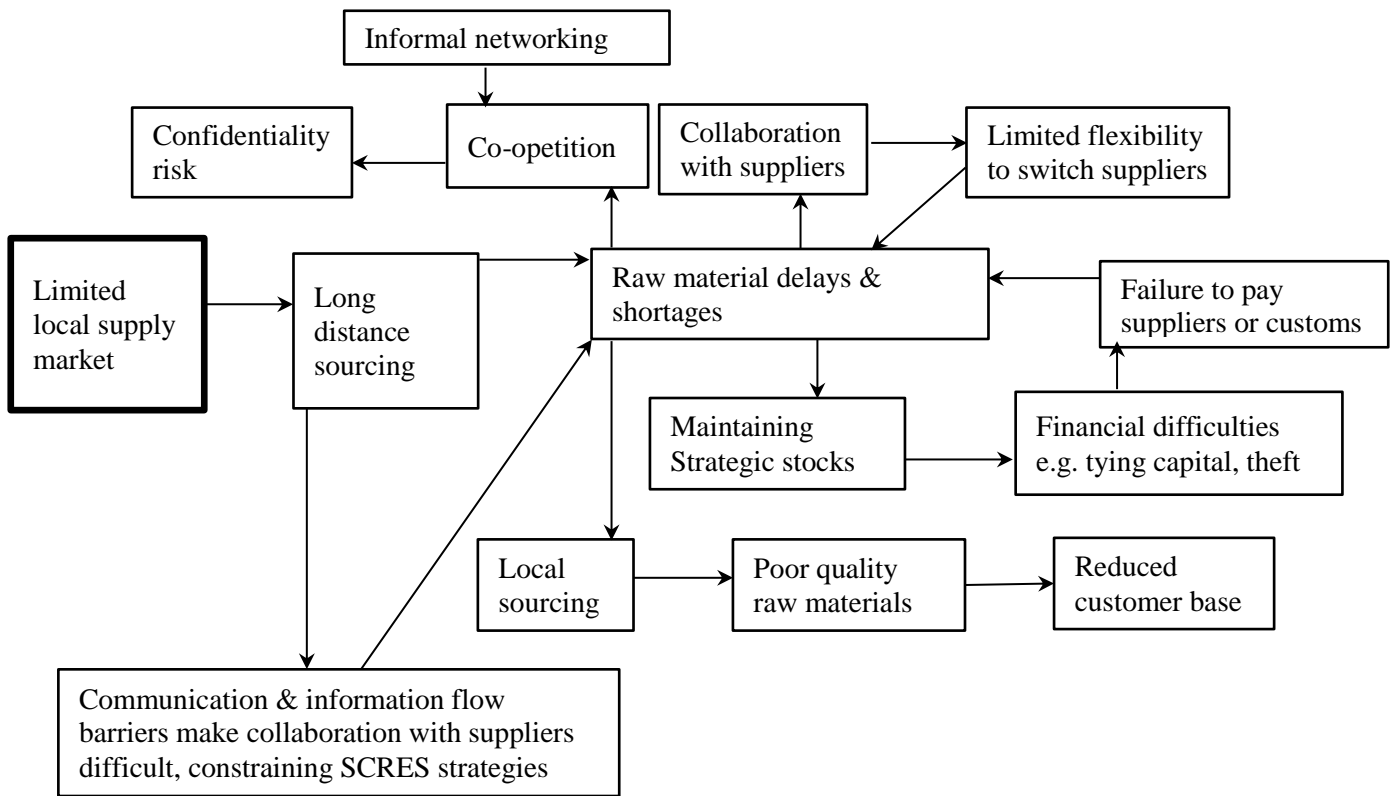 Informal networking
Confidentiality
risk
Co-opetition
Collaboration
with suppliers
Limited flexibility
to switch suppliers
Limited
local supply
market
Long
distance
sourcing
Raw material delays &
shortages
Failure to pay
suppliers or customs
Maintaining
Strategic stocks
Financial difficulties
e.g. tying capital, theft
Local
sourcing
Poor quality
raw materials
Reduced
customer base
Communication & information flow
barriers make collaboration with suppliers
difficult, constraining SCRES strategies